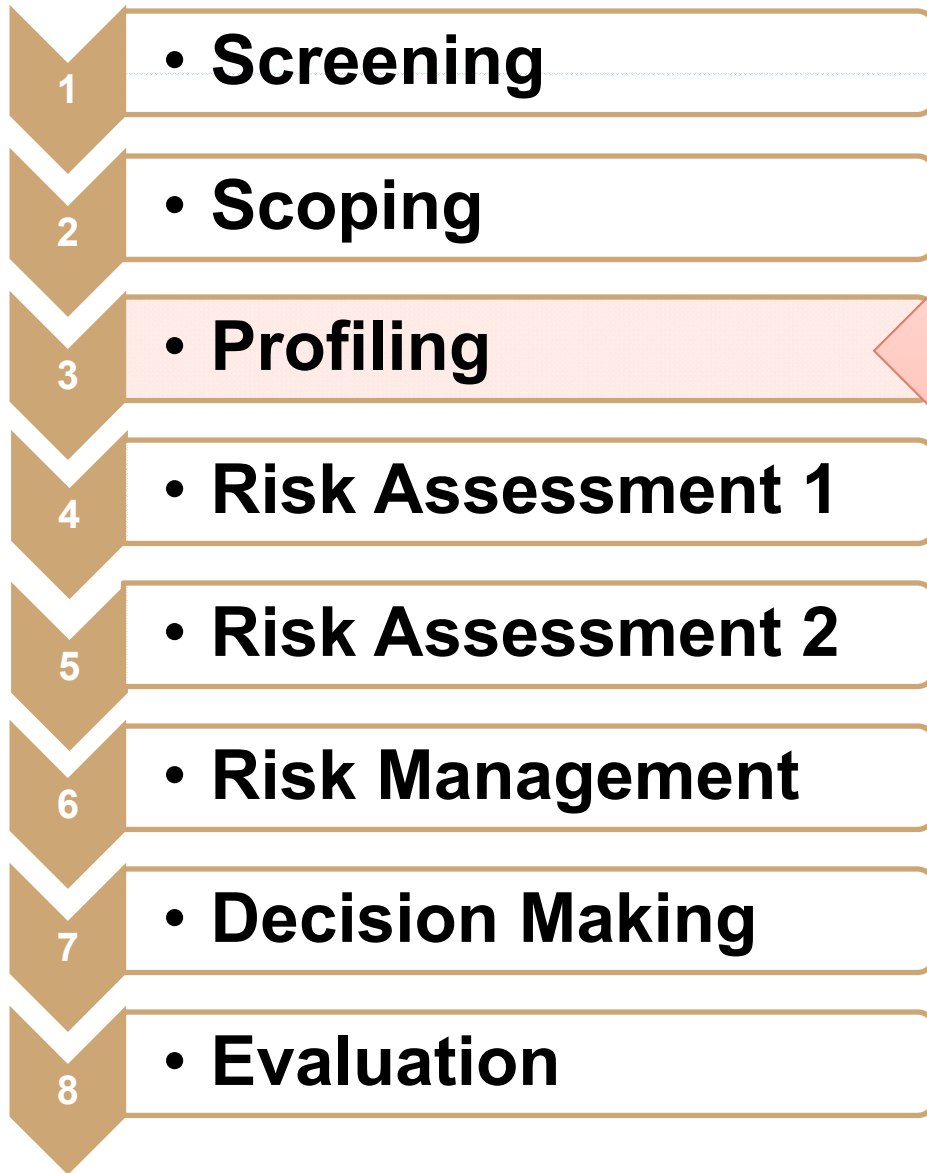 1
• Screening
2
• Scoping
3
• Profiling
4
• Risk Assessment 1
5
• Risk Assessment 2
6
• Risk Management
7
• Decision Making
8
• Evaluation